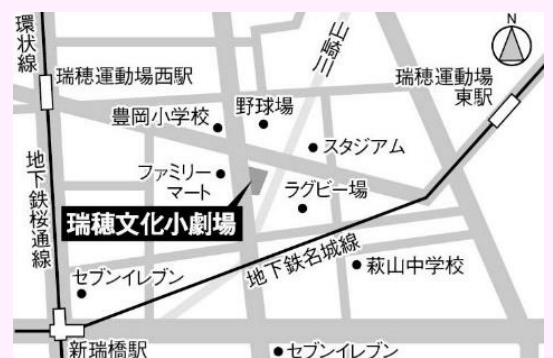 環状線
N
山崎川
瑞穂運動場西駅
瑞穂運動場
東駅
豊岡小学校
野球場
スタジアム
地下鉄桜通線
ファミリー
マート
ラグビー場
瑞穂文化小劇場
地下鉄名城線
萩山中学校
セブンイレブン
新瑞橋駅
セブンイレブン